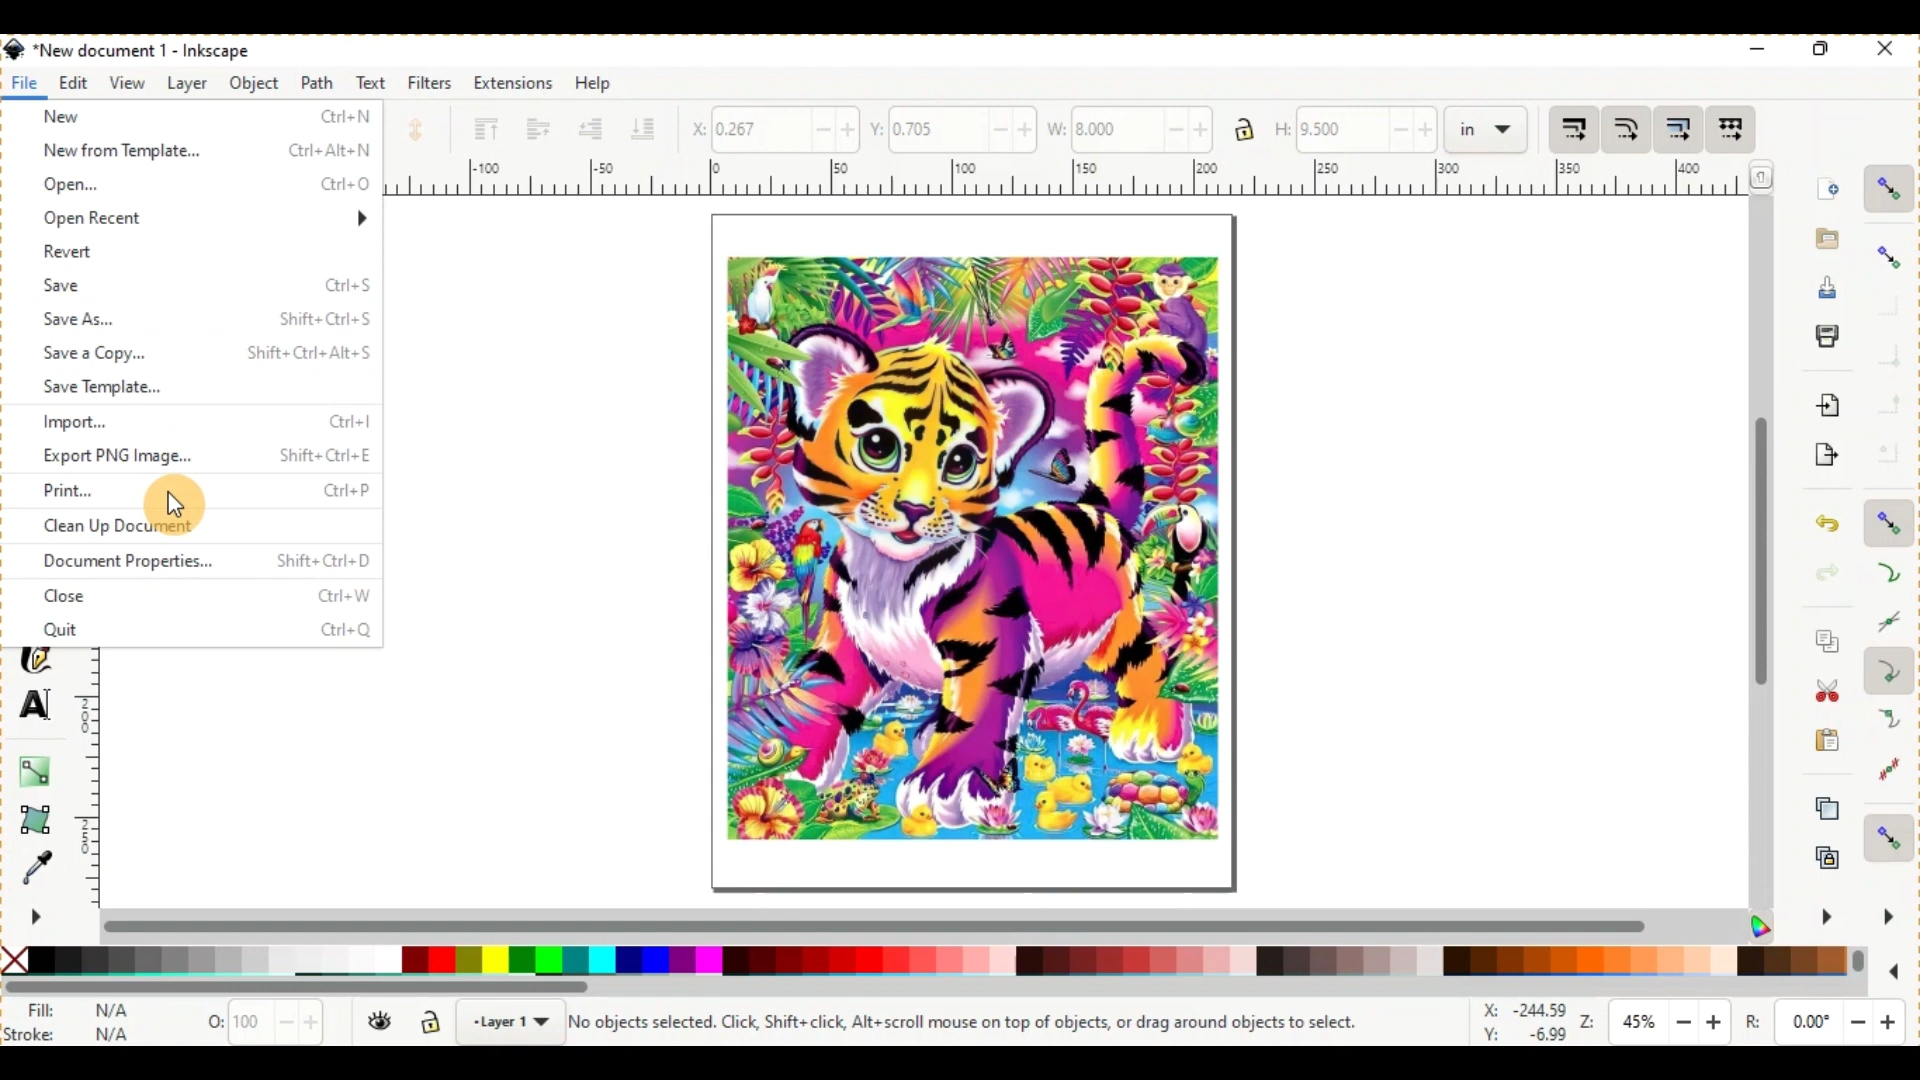 *New document 1 - Inkscape
File Edit View Layer Object Path Text Filters Extensions Help
New Ctrl+N
New from Template... Ctrl+Alt+N
Open... Ctrl+O
Open Recent
Revert
Save Ctrl+S
Save As... Shift+Ctrl+S
Save a Copy... Shift+Ctrl+Alt+S
Save Template...
Import... Ctrl+I
Export PNG Image... Shift+Ctrl+E
Print... Ctrl+P
Clean Up Document
Document Properties... Shift+Ctrl+D
Close Ctrl+W
Quit Ctrl+Q
X: 0.267 Y: 0.705 W: 8.000 H: 9.500 in
-100 -50 0 50 100 150 200 250 300 350 400
200
250
Fill: N/A
Stroke: N/A
O: 100
-Layer 1
No objects selected. Click, Shift+click, Alt+scroll mouse on top of objects, or drag around objects to select.
X: -244.59
Y: -6.99
Z: 45%
R: 0.00°